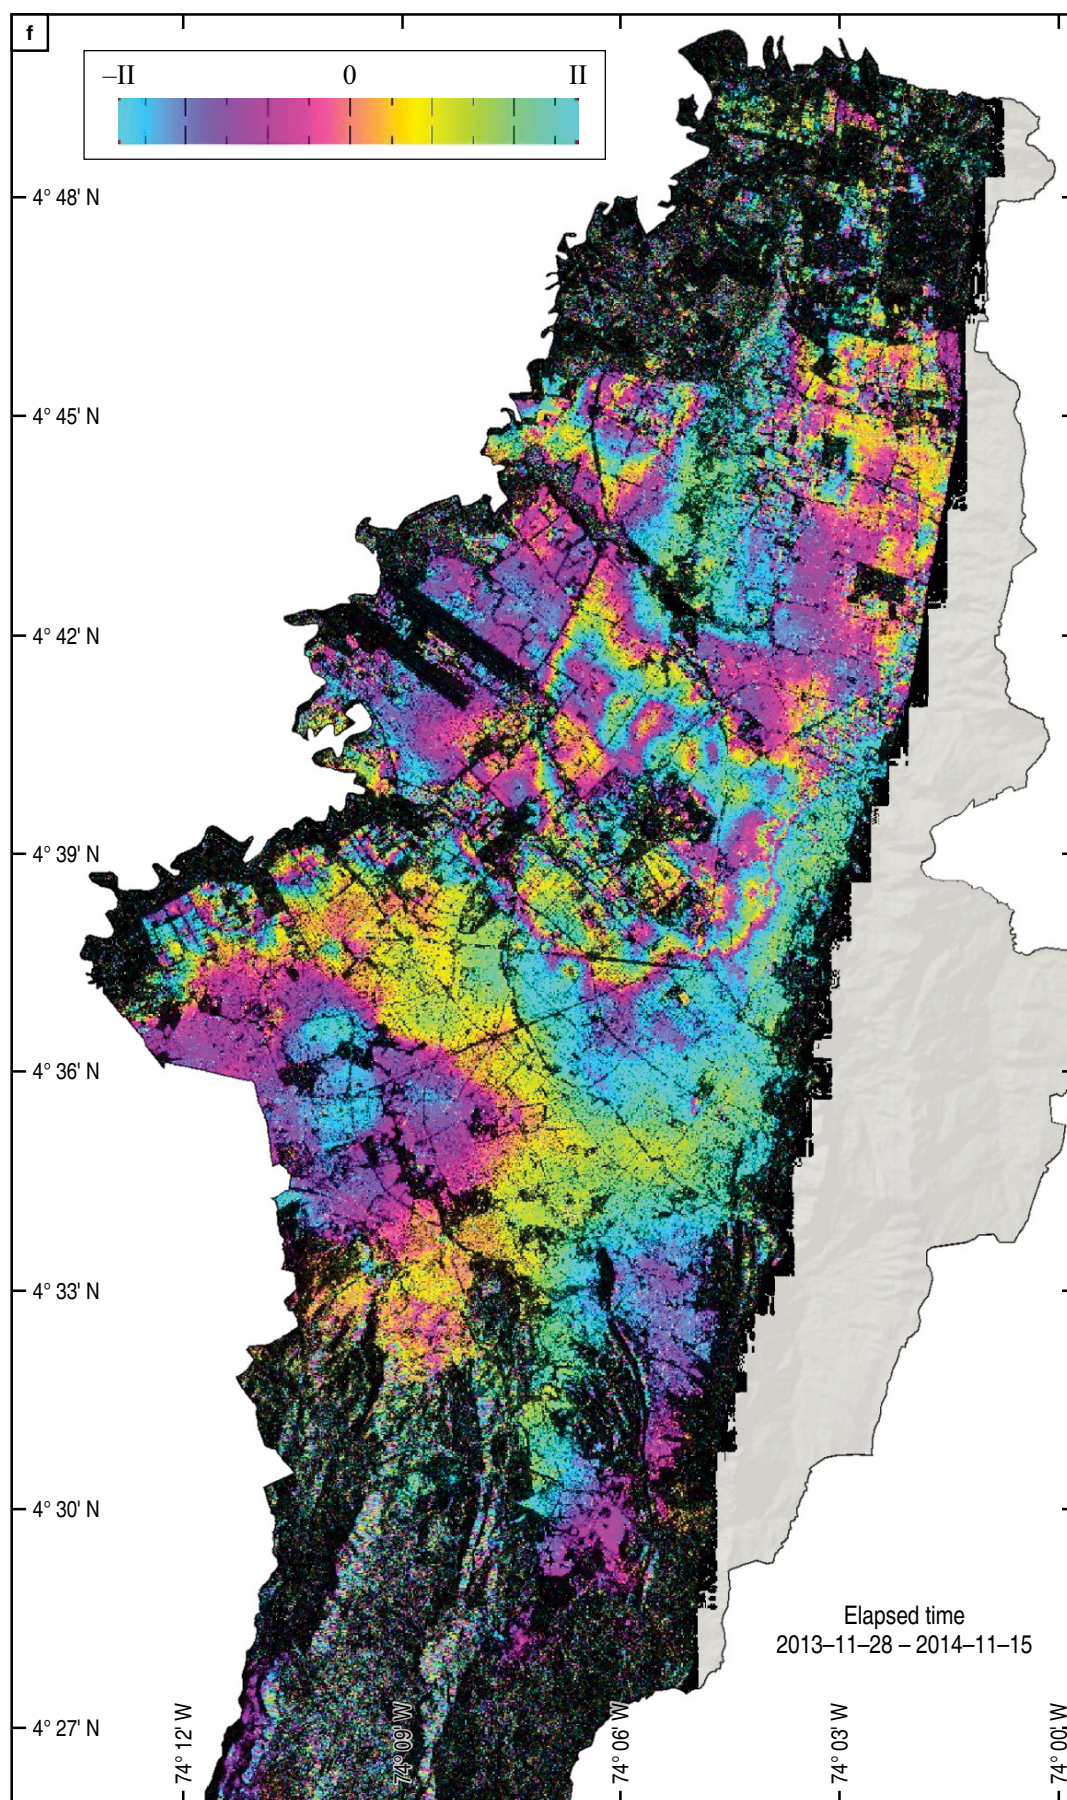 f
–II 0 II
4° 48' N
4° 45' N
4° 42' N
4° 39' N
4° 36' N
4° 33' N
4° 30' N
Elapsed time
2013–11–28 – 2014–11–15
4° 27' N
74° 12' W
74° 09' W
74° 06' W
74° 03' W
74° 00' W